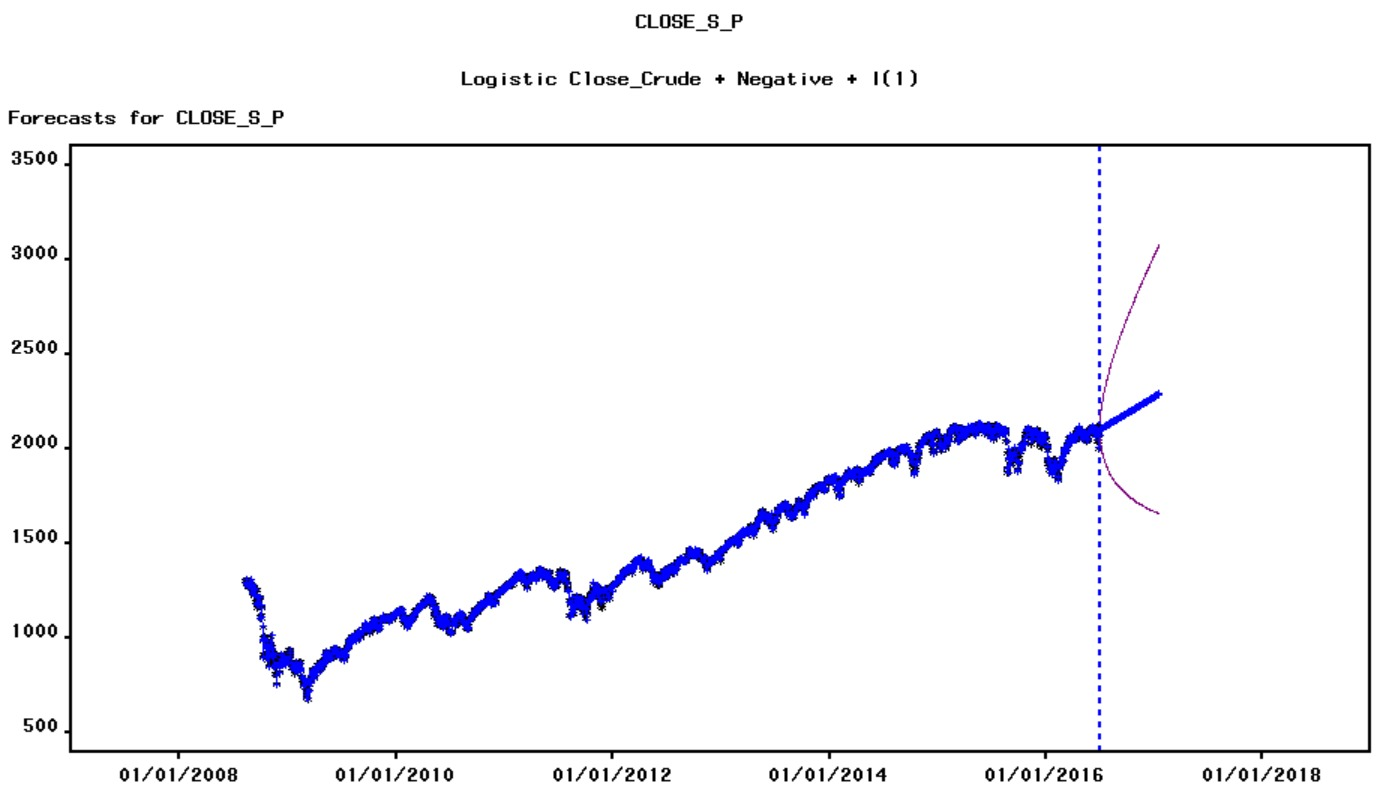 CLOSE_S_P
Logistic Close_Crude + Negative + I(1)
Forecasts for CLOSE_S_P
3500
3000
2500
2000
1500
1000
500
01/01/2008 01/01/2010 01/01/2012 01/01/2014 01/01/2016 01/01/2018